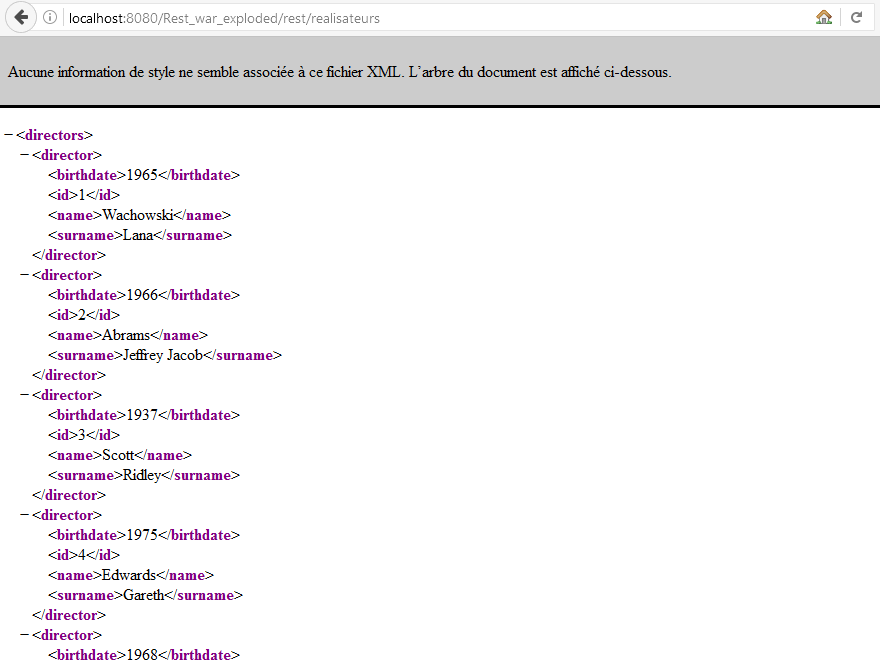 localhost:8080/Rest_war_exploded/rest/realisateurs
Aucune information de style ne semble associée à ce fichier XML. L’arbre du document est affiché ci-dessous.
−<directors>
−<director>
<birthdate>1965</birthdate>
<id>1</id>
<name>Wachowski</name>
<surname>Lana</surname>
</director>
−<director>
<birthdate>1966</birthdate>
<id>2</id>
<name>Abrams</name>
<surname>Jeffrey Jacob</surname>
</director>
−<director>
<birthdate>1937</birthdate>
<id>3</id>
<name>Scott</name>
<surname>Ridley</surname>
</director>
−<director>
<birthdate>1975</birthdate>
<id>4</id>
<name>Edwards</name>
<surname>Gareth</surname>
</director>
−<director>
<birthdate>1968</birthdate>